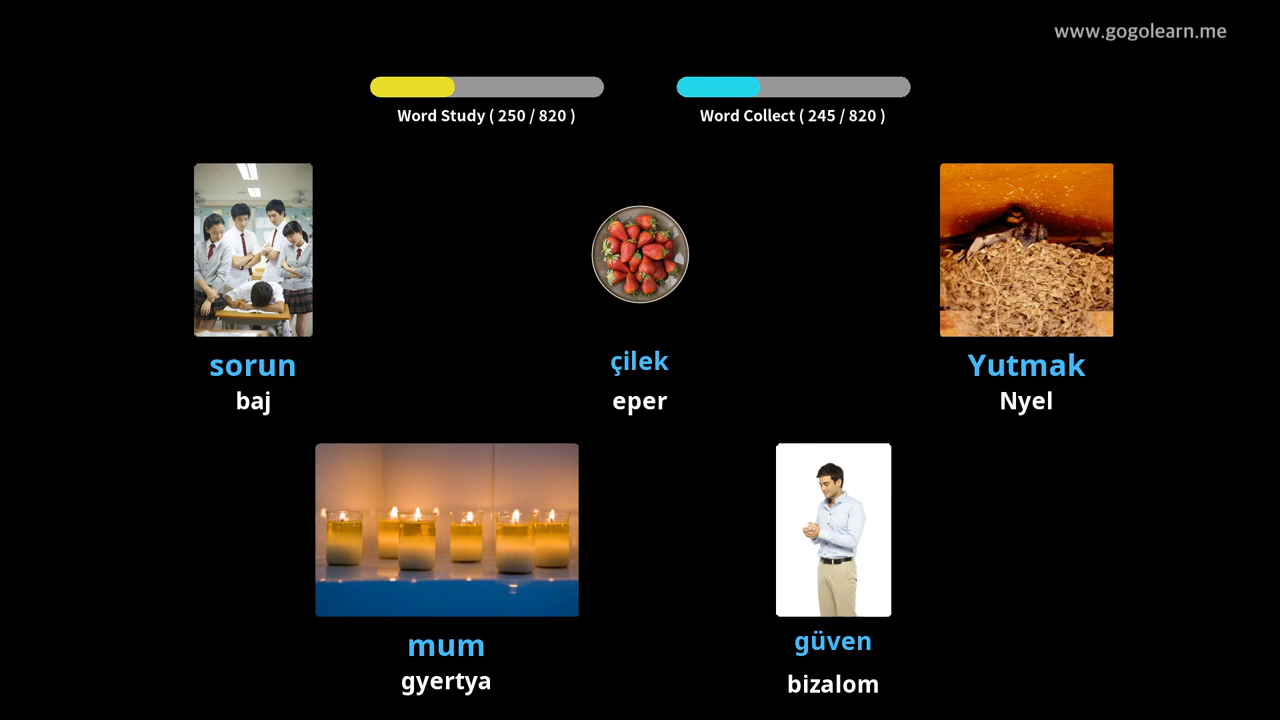 www.gogolearn.me
Word Study ( 250 / 820 )
Word Collect ( 245 / 820 )
sorun
baj
çilek
eper
Yutmak
Nyel
mum
gyertya
güven
bizalom